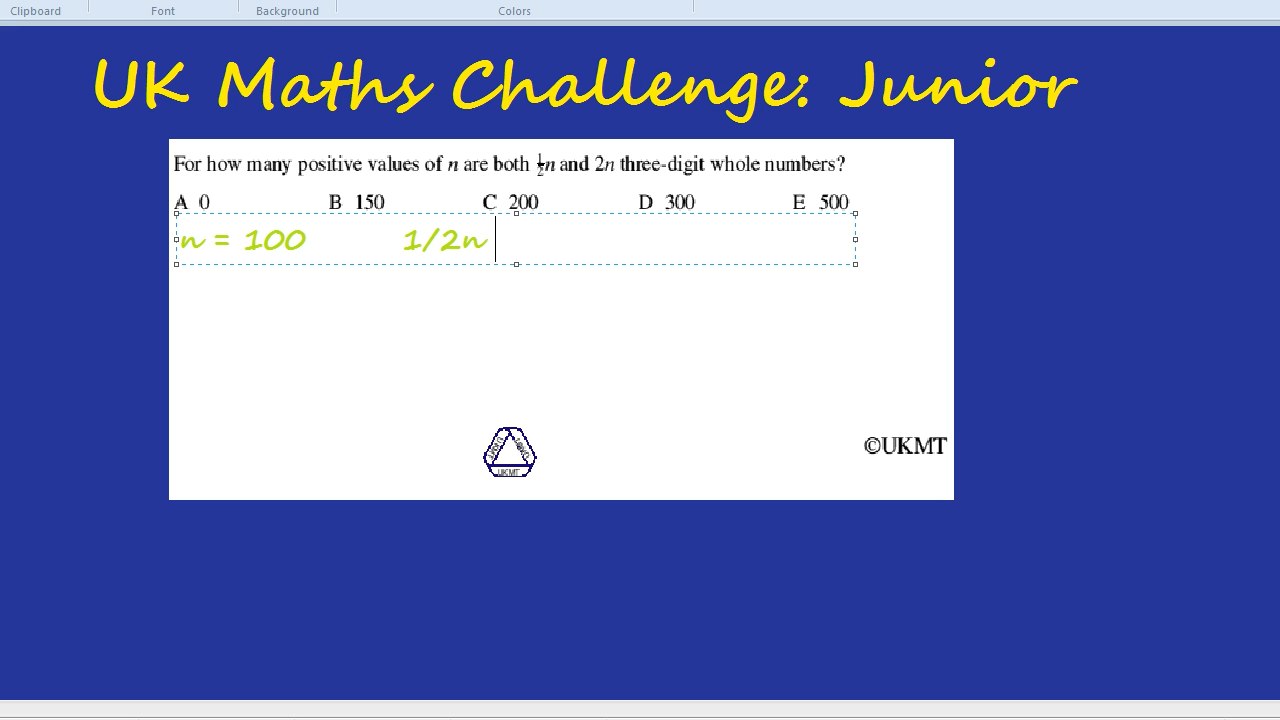 Clipboard Font Background Colors
UK Maths Challenge: Junior
For how many positive values of n are both ½n and 2n three-digit whole numbers?
A 0 B 150 C 200 D 300 E 500
n = 100 1/2n
UKMT
©UKMT